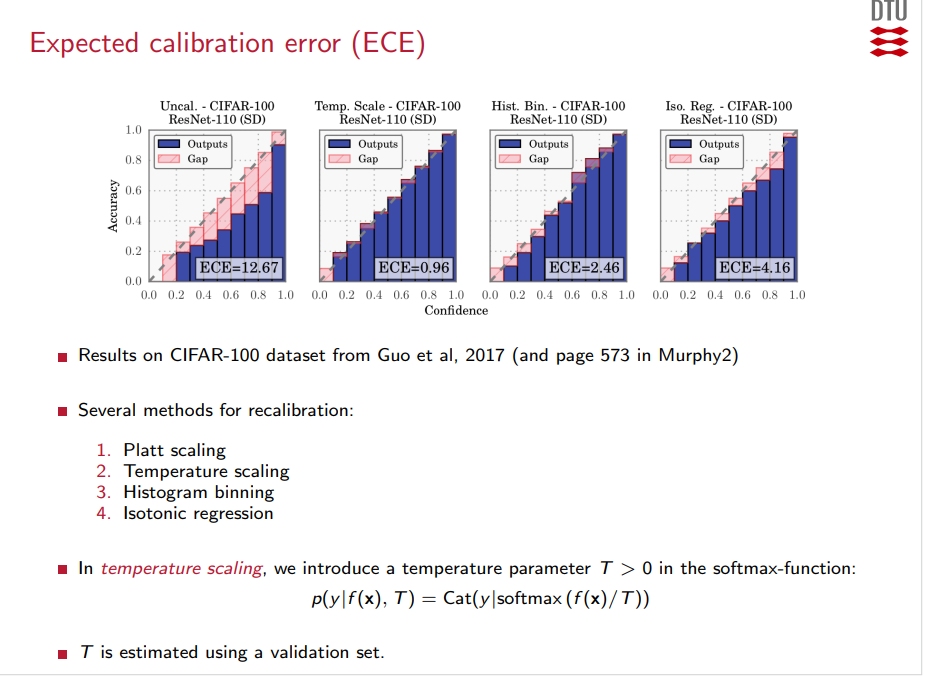 DTU
Expected calibration error (ECE)
Uncal. - CIFAR-100
ResNet-110 (SD)
Temp. Scale - CIFAR-100
ResNet-110 (SD)
Hist. Bin. - CIFAR-100
ResNet-110 (SD)
Iso. Reg. - CIFAR-100
ResNet-110 (SD)
Accuracy
1.0
0.8
0.6
0.4
0.2
0.0
Outputs
Gap
ECE=12.67
0.0 0.2 0.4 0.6 0.8 1.0
Outputs
Gap
ECE=0.96
0.0 0.2 0.4 0.6 0.8 1.0
Outputs
Gap
ECE=2.46
0.0 0.2 0.4 0.6 0.8 1.0
Outputs
Gap
ECE=4.16
0.0 0.2 0.4 0.6 0.8 1.0
Confidence
Results on CIFAR-100 dataset from Guo et al, 2017 (and page 573 in Murphy2)
Several methods for recalibration:
1. Platt scaling
2. Temperature scaling
3. Histogram binning
4. Isotonic regression
In temperature scaling, we introduce a temperature parameter T > 0 in the softmax-function:
p(y|f(x), T) = Cat(y|softmax (f(x)/T))
T is estimated using a validation set.